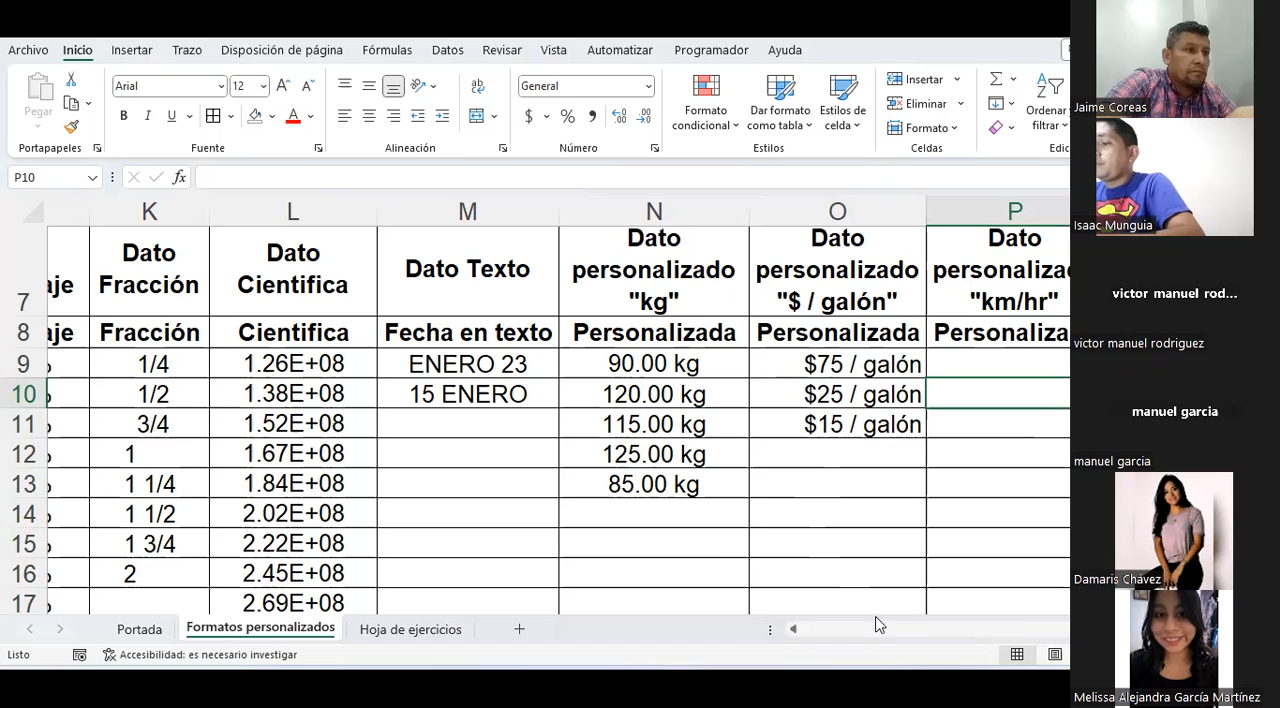 Archivo Inicio Insertar Trazo Disposición de página Fórmulas Datos Revisar Vista Automatizar Programador Ayuda
Pegar
Portapapeles
Arial 12
N K S
Fuente
Alineación
General
$ %
Número
Formato condicional
Dar formato como tabla
Estilos de celda
Estilos
Insertar
Eliminar
Formato
Celdas
Ordenar
filtrar
Edic
P10
fx
K L M N O P
7 aje Dato Fracción Dato Cientifica Dato Texto Dato personalizado "kg" Dato personalizado "$ / galón" Dato personaliza "km/hr"
8 aje Fracción Cientifica Fecha en texto Personalizada Personalizada Personaliza
9 1/4 1.26E+08 ENERO 23 90.00 kg $75 / galón
10 1/2 1.38E+08 15 ENERO 120.00 kg $25 / galón
11 3/4 1.52E+08 115.00 kg $15 / galón
12 1 1.67E+08 125.00 kg
13 1 1/4 1.84E+08 85.00 kg
14 1 1/2 2.02E+08
15 1 3/4 2.22E+08
16 2 2.45E+08
17 2.69E+08
Portada Formatos personalizados Hoja de ejercicios
Listo Accesibilidad: es necesario investigar
Jaime Coreas
Isaac Munguia
victor manuel rod...
victor manuel rodriguez
manuel garcia
manuel garcia
Damaris Chávez
Melissa Alejandra García Martínez